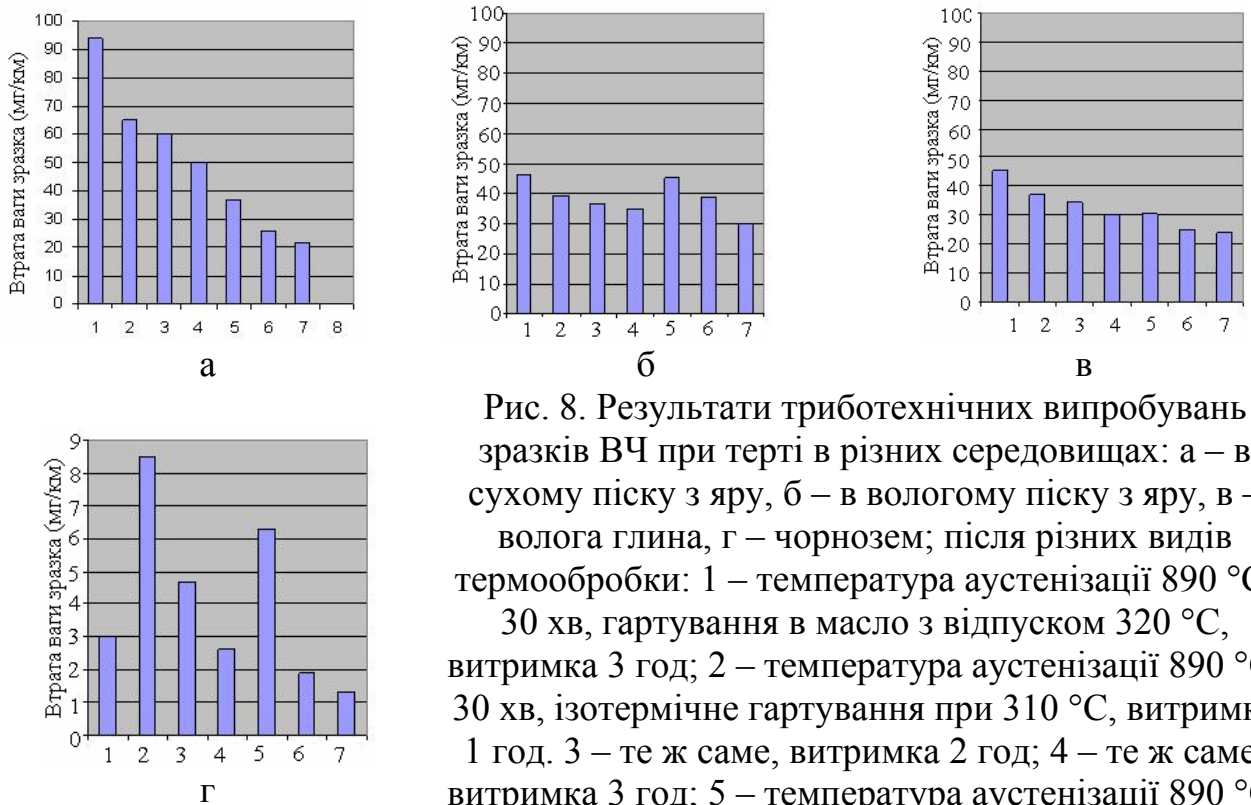 100
90
80
70
60
50
40
30
20
10
0
Втрата ваги зразка (мг/км)
1 2 3 4 5 6 7 8
а
100
90
80
70
60
50
40
30
20
10
0
Втрата ваги зразка (мг/км)
1 2 3 4 5 6 7
б
100
90
80
70
60
50
40
30
20
10
0
Втрата ваги зразка (мг/км)
1 2 3 4 5 6 7
в
9
8
7
6
5
4
3
2
1
0
Втрата ваги зразка (мг/км)
1 2 3 4 5 6 7
г
Рис. 8. Результати триботехнічних випробувань
зразків ВЧ при терті в різних середовищах: а – в
сухому піску з яру, б – в вологому піску з яру, в –
волога глина, г – чорнозем; після різних видів
термообробки: 1 – температура аустенізації 890 °С
30 хв, гартування в масло з відпуском 320 °С,
витримка 3 год; 2 – температура аустенізації 890 °С
30 хв, ізотермічне гартування при 310 °С, витримк
1 год. 3 – те ж саме, витримка 2 год; 4 – те ж саме
витримка 3 год; 5 – температура аустенізації 890 °С